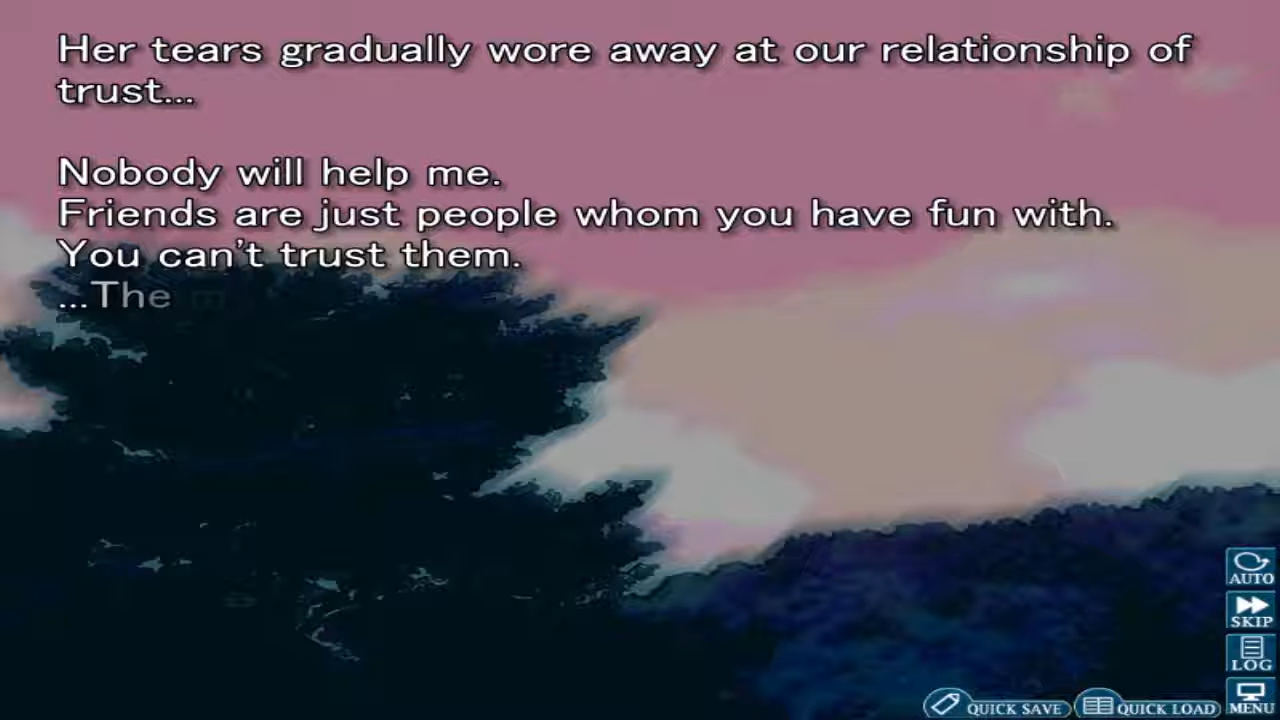 Her tears gradually wore away at our relationship of
trust...
Nobody will help me.
Friends are just people whom you have fun with.
You can't trust them.
...The m
AUTO
SKIP
LOG
MENU
QUICK SAVE
QUICK LOAD